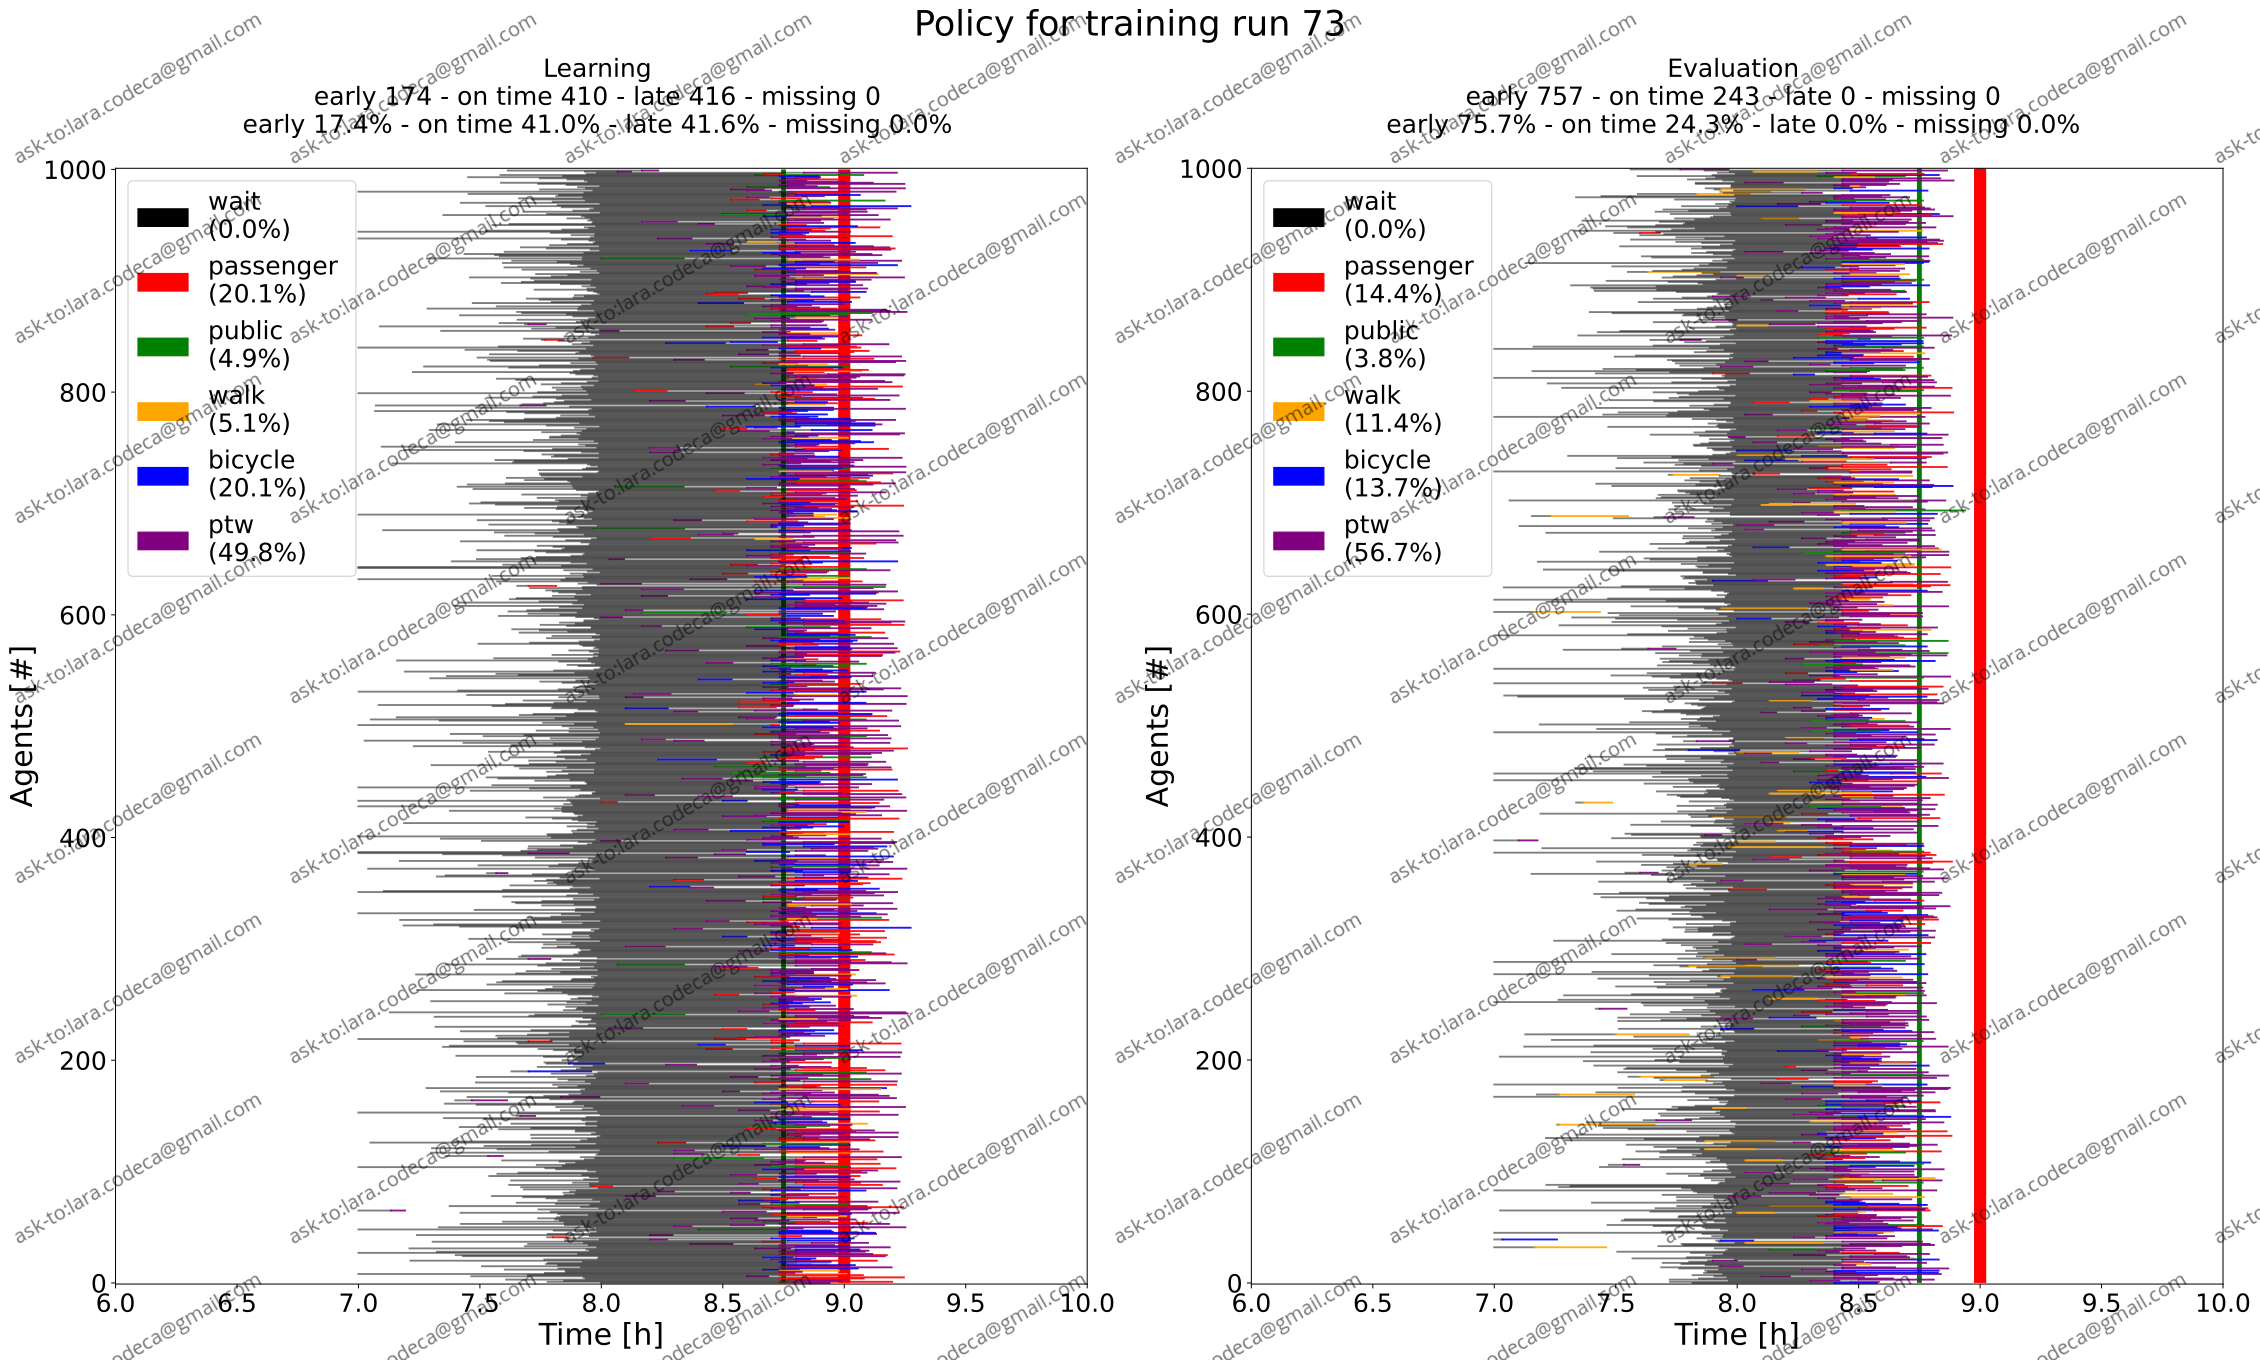 Policy for training run 73
Learning
early 174 - on time 410 - late 416 - missing 0
early 17.4% - on time 41.0% - late 41.6% - missing 0.0%
Evaluation
early 757 - on time 243 - late 0 - missing 0
early 75.7% - on time 24.3% - late 0.0% - missing 0.0%
wait
(0.0%)
passenger
(20.1%)
public
(4.9%)
walk
(5.1%)
bicycle
(20.1%)
ptw
(49.8%)
1000
800
600
400
200
0
Agents [#]
6.0 6.5 7.0 7.5 8.0 8.5 9.0 9.5 10.0
Time [h]
wait
(0.0%)
passenger
(14.4%)
public
(3.8%)
walk
(11.4%)
bicycle
(13.7%)
ptw
(56.7%)
1000
800
600
400
200
0
Agents [#]
6.0 6.5 7.0 7.5 8.0 8.5 9.0 9.5 10.0
Time [h]
ask-to:lara.codeca@gmail.com